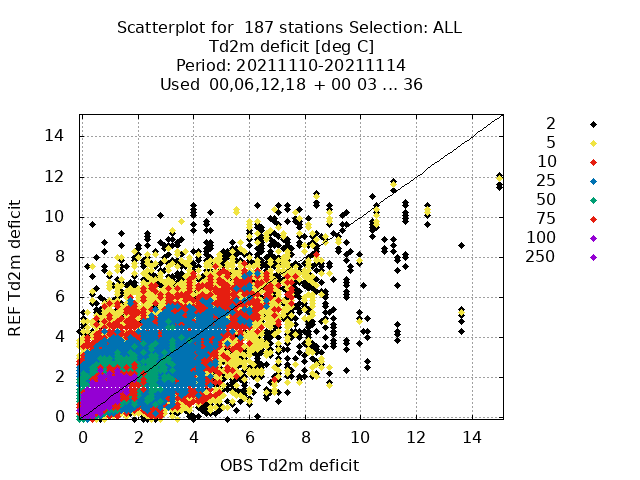 Scatterplot for 187 stations Selection: ALL
Td2m deficit [deg C]
Period: 20211110-20211114
Used 00,06,12,18 + 00 03 ... 36
2
5
10
25
50
75
100
250
14
12
10
8
6
4
2
0
REF Td2m deficit
0 2 4 6 8 10 12 14
OBS Td2m deficit